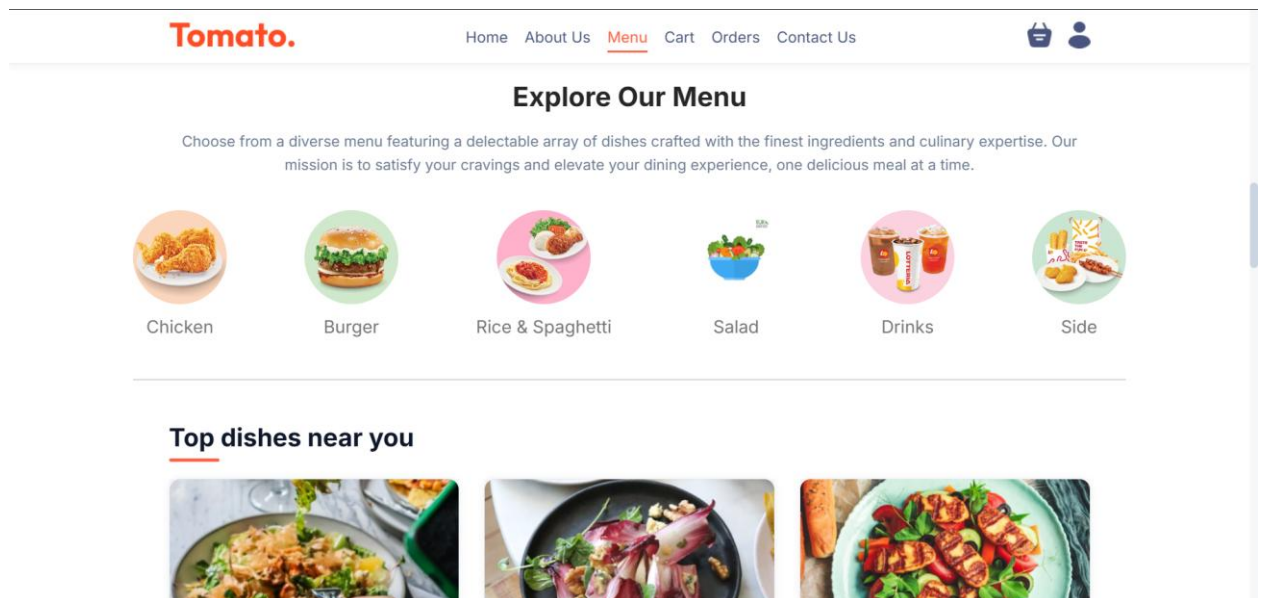 Tomato.
Home About Us Menu Cart Orders Contact Us
Explore Our Menu
Choose from a diverse menu featuring a delectable array of dishes crafted with the finest ingredients and culinary expertise. Our
mission is to satisfy your cravings and elevate your dining experience, one delicious meal at a time.
LOTTERIA
Chicken Burger Rice & Spaghetti Salad Drinks Side
Top dishes near you